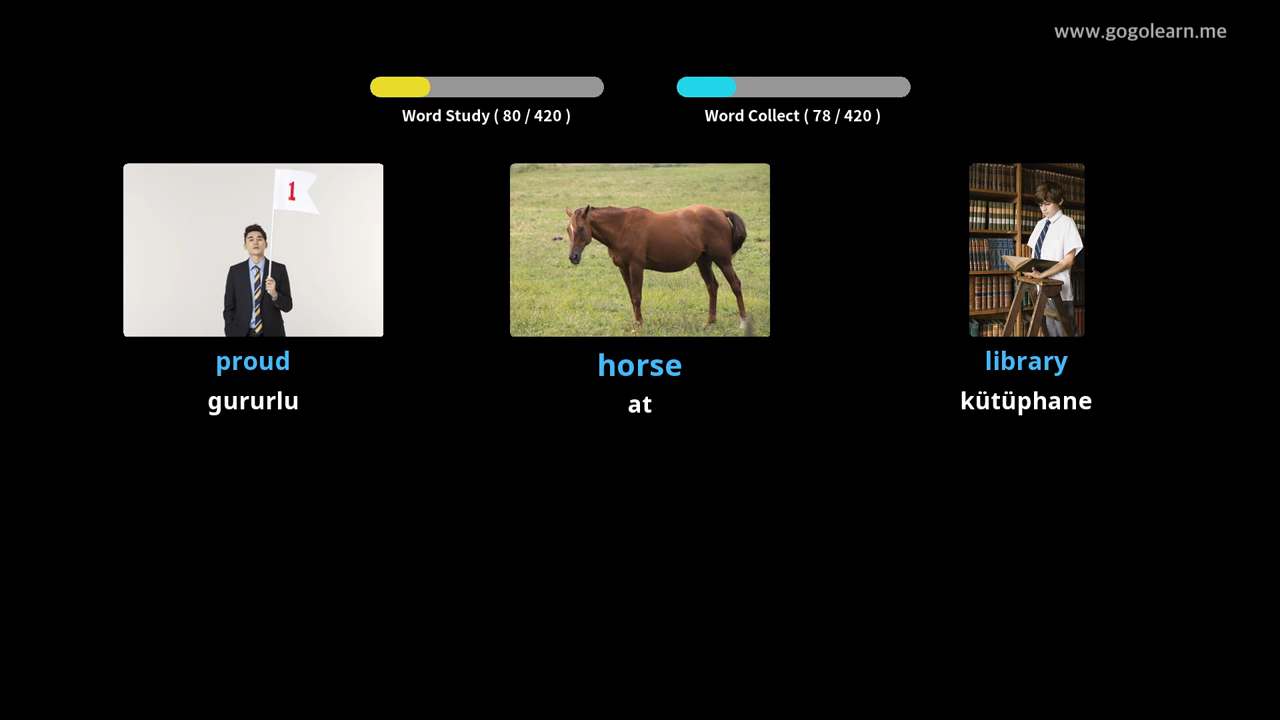 www.gogolearn.me
Word Study ( 80 / 420 )
Word Collect ( 78 / 420 )
1
proud
gururlu
horse
at
library
kütüphane